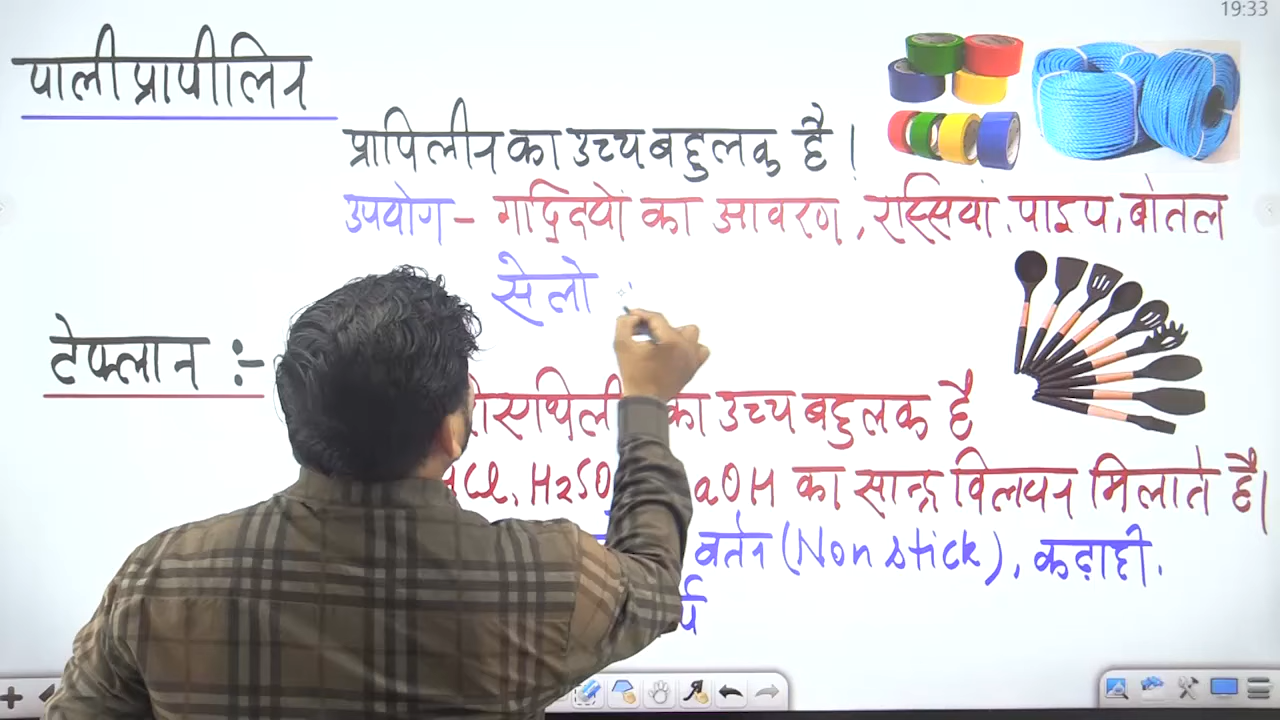 19:33
पालीप्रापीलिन
प्रापिलीन का उच्च बहुलक है।
उपयोग - गद्दियों का आवरण, रस्सियां, पाइप, बोतल
सेलो
टेफ्लान :-
का उच्च बहुलक है
H₂SO का सान्द्र विलयन मिलाते है।
बर्तन (Non stick), कढ़ाही.